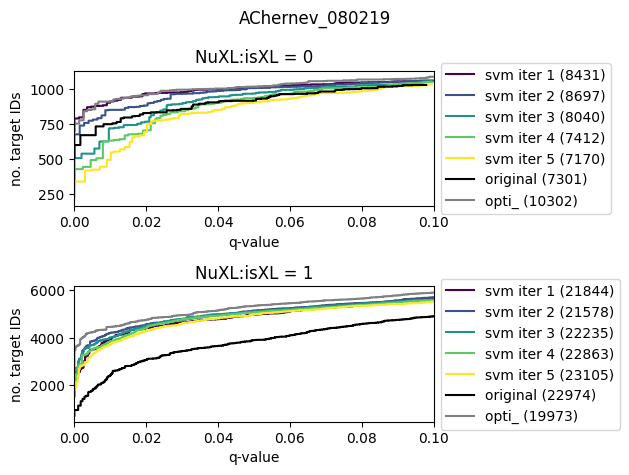 AChernev_080219
NuXL:isXL = 0
no. target IDs
1000
750
500
250
0.00 0.02 0.04 0.06 0.08 0.10
q-value
svm iter 1 (8431)
svm iter 2 (8697)
svm iter 3 (8040)
svm iter 4 (7412)
svm iter 5 (7170)
original (7301)
opti_ (10302)
NuXL:isXL = 1
no. target IDs
6000
4000
2000
0.00 0.02 0.04 0.06 0.08 0.10
q-value
svm iter 1 (21844)
svm iter 2 (21578)
svm iter 3 (22235)
svm iter 4 (22863)
svm iter 5 (23105)
original (22974)
opti_ (19973)